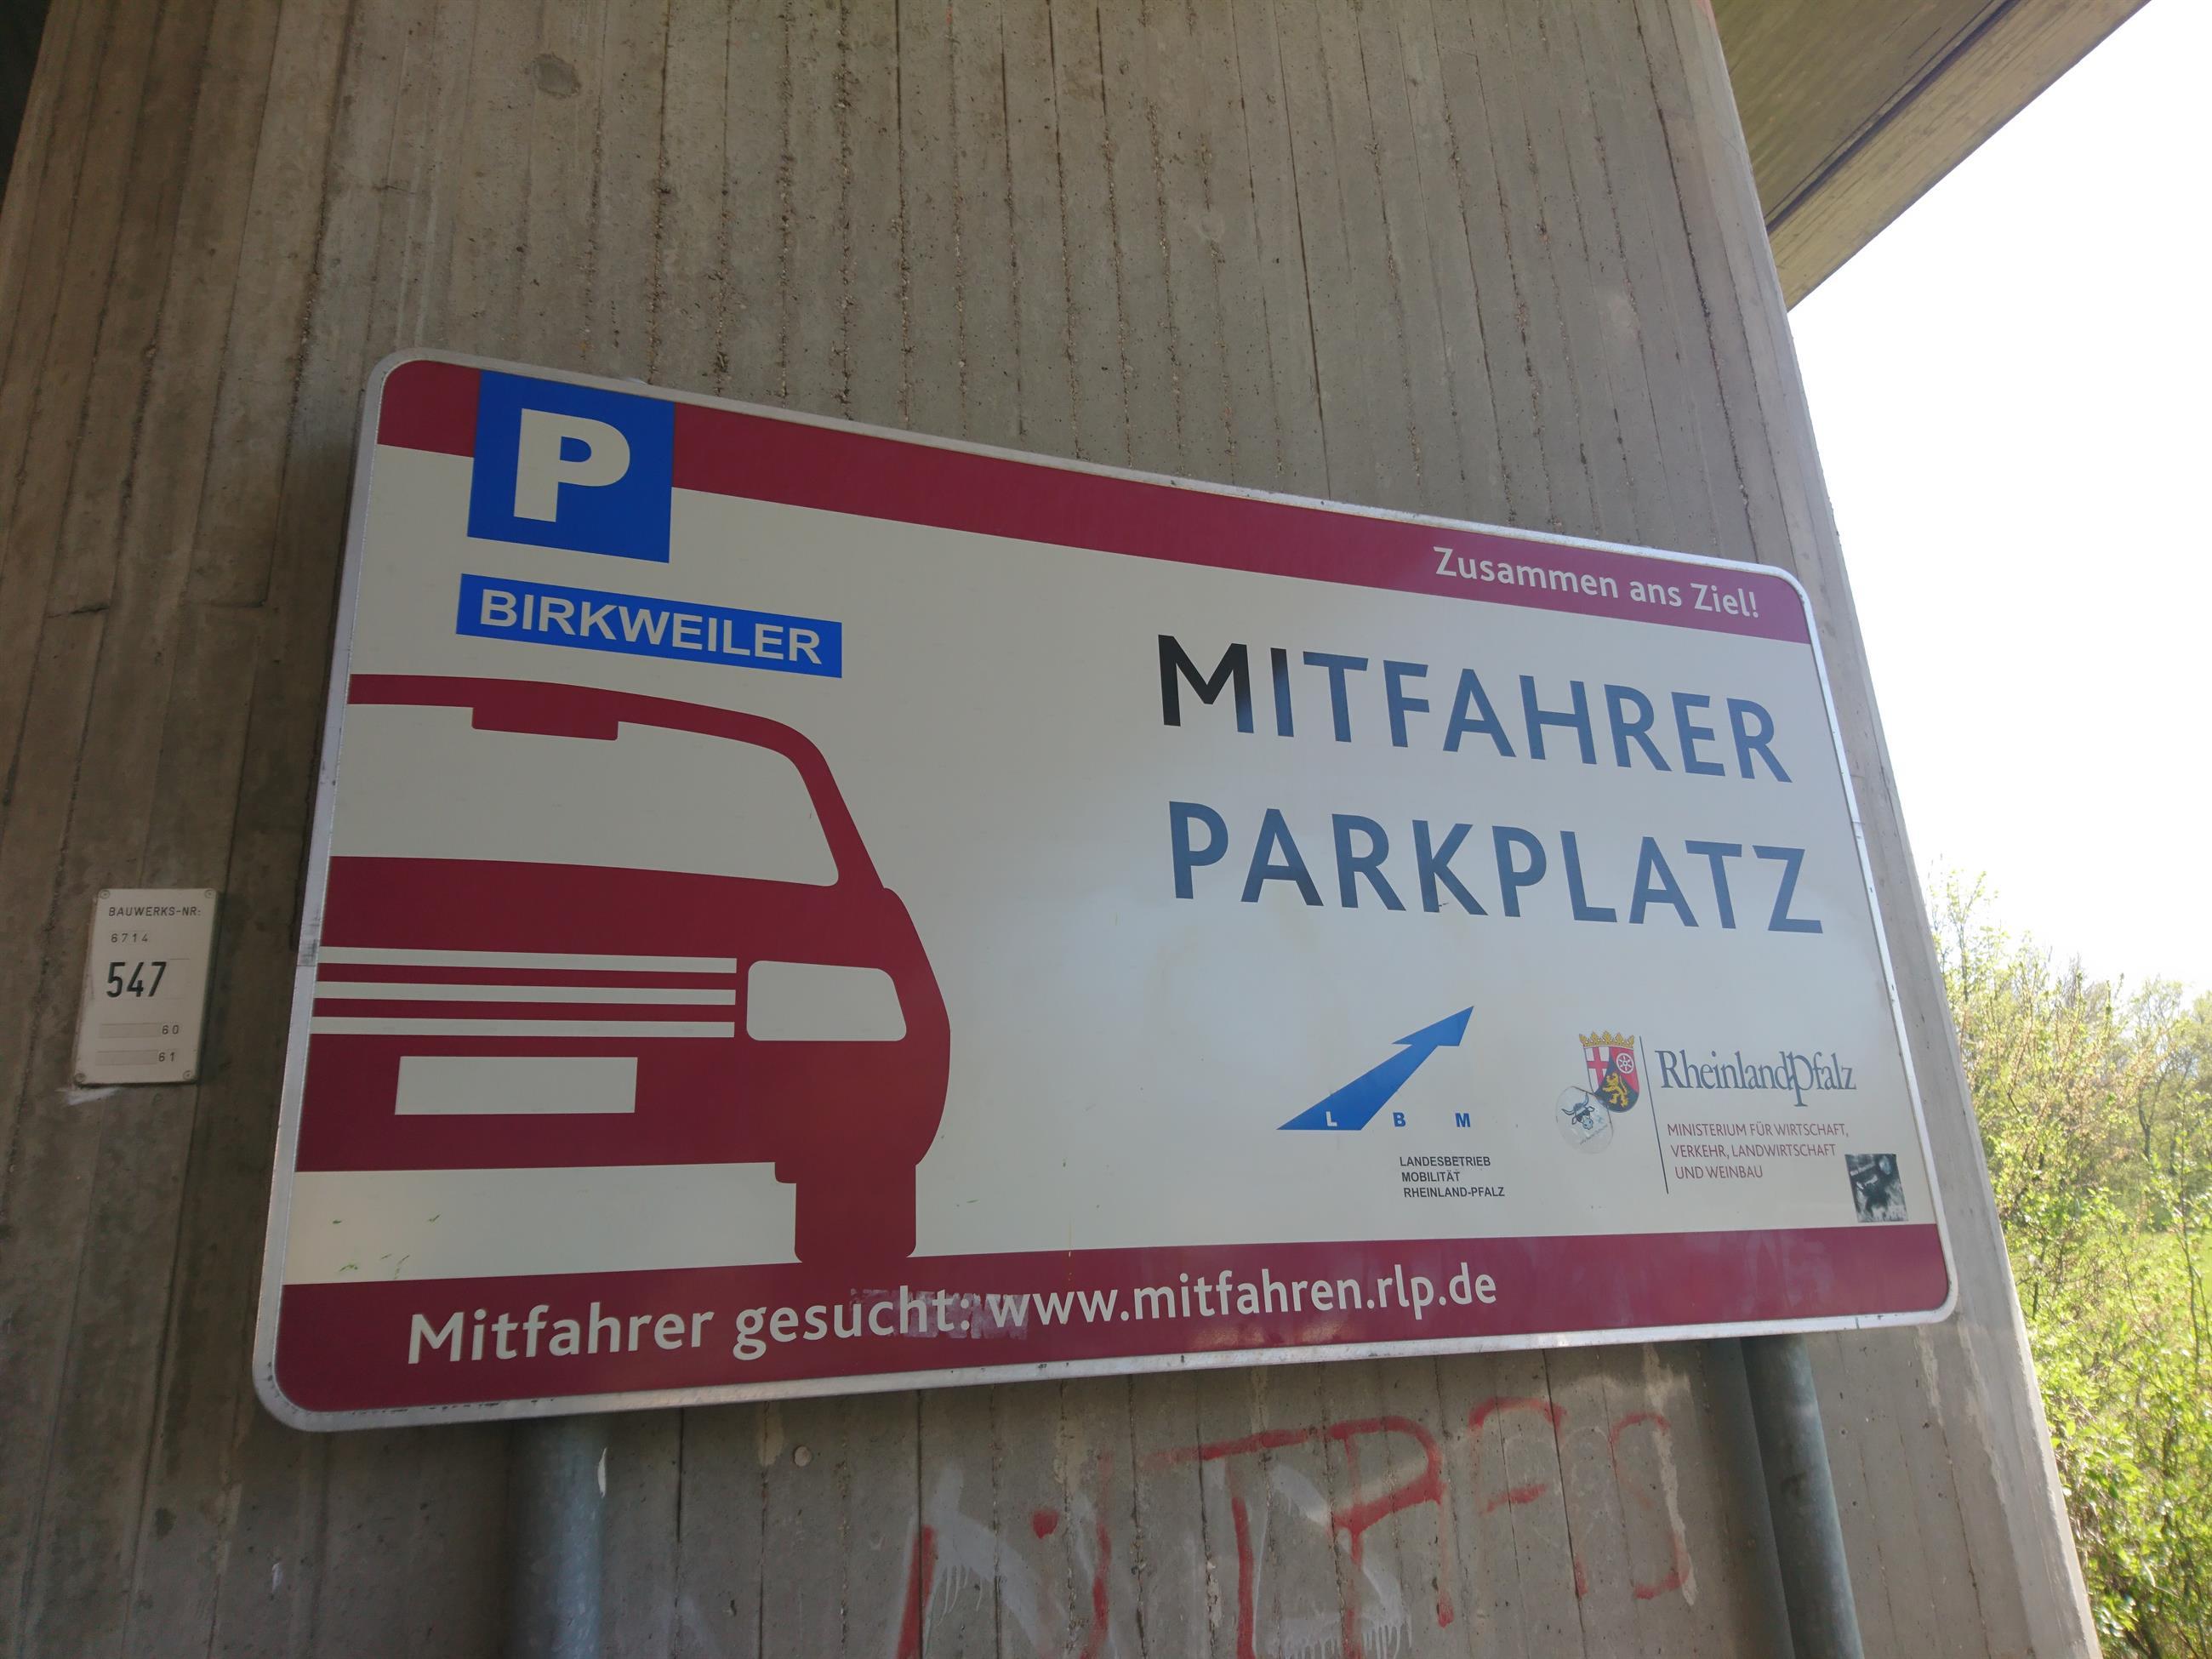 P
BIRKWEILER
Zusammen ans Ziel!
MITFAHRER
PARKPLATZ
BAUWERKS-NR:
6714
547
60
61
L B M
LANDESBETRIEB
MOBILITÄT
RHEINLAND-PFALZ
RheinlandPfalz
MINISTERIUM FÜR WIRTSCHAFT,
VERKEHR, LANDWIRTSCHAFT
UND WEINBAU
Mitfahrer gesucht: www.mitfahren.rlp.de